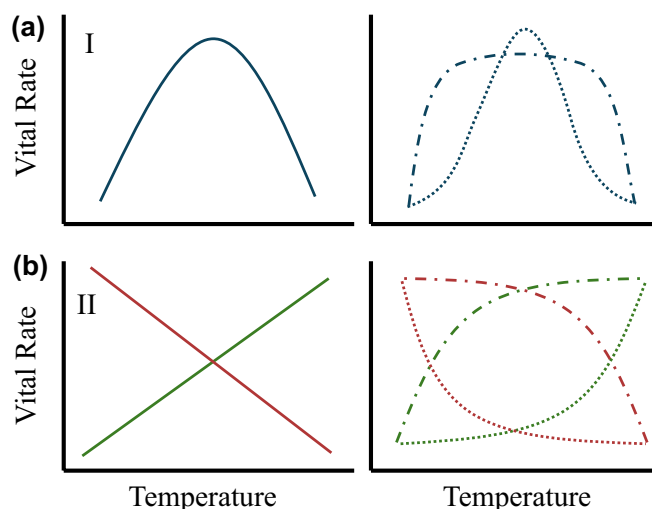 (a)
I
Vital Rate
(b)
II
Vital Rate
Temperature
Temperature